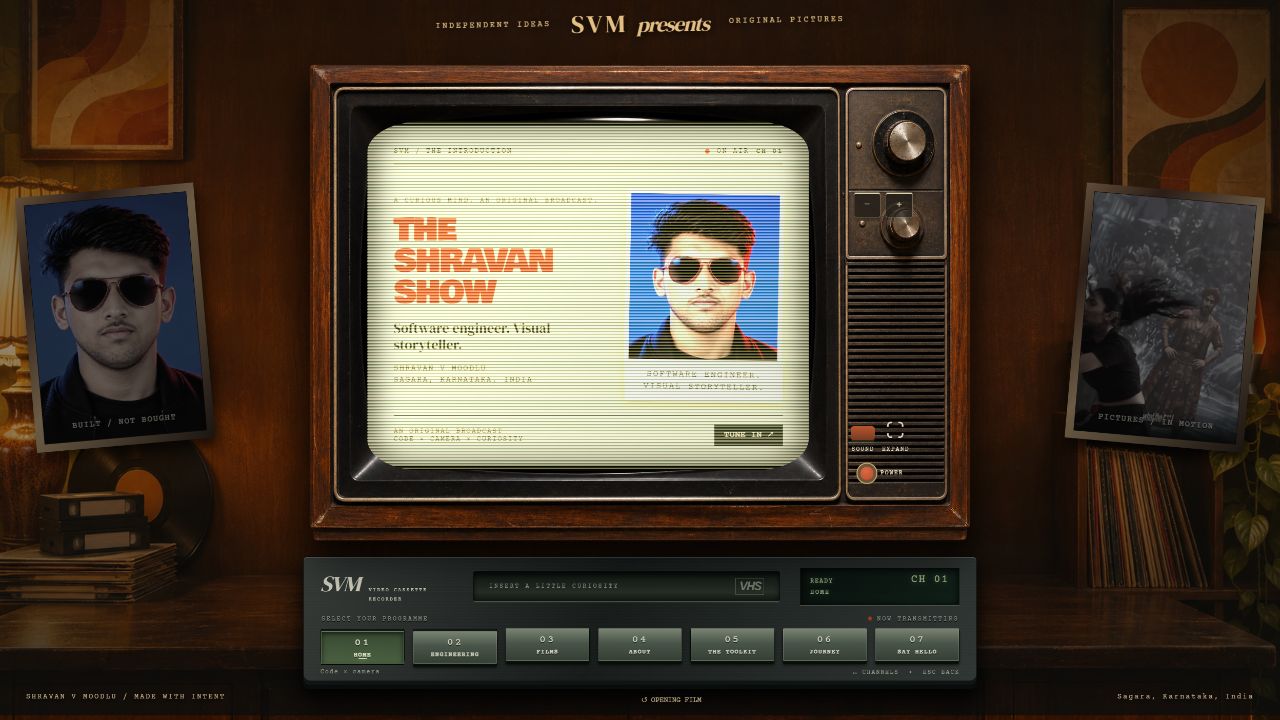 INDEPENDENT IDEAS
SVM presents
ORIGINAL PICTURES
SVM / THE INTRODUCTION
ON AIR CH 01
A CURIOUS MIND. AN ORIGINAL BROADCAST.
THE
SHRAVAN
SHOW
Software engineer. Visual
storyteller.
SHRAVAN V MOODLU
SAGARA, KARNATAKA, INDIA
SOFTWARE ENGINEER.
VISUAL STORYTELLER.
AN ORIGINAL BROADCAST
CODE × CAMERA × CURIOSITY
TUNE IN ↗
BUILT / NOT BOUGHT
PICTURES / IN MOTION
− +
SOUND EXPAND
POWER
SVM VIDEO CASSETTE
RECORDER
INSERT A LITTLE CURIOSITY
VHS
READY
HOME
CH 01
SELECT YOUR PROGRAMME
NOW TRANSMITTING
01
HOME
02
ENGINEERING
03
FILMS
04
ABOUT
05
THE TOOLKIT
06
JOURNEY
07
SAY HELLO
Code × camera
CHANNELS • ESC BACK
SHRAVAN V MOODLU / MADE WITH INTENT
↺ OPENING FILM
Sagara, Karnataka, India